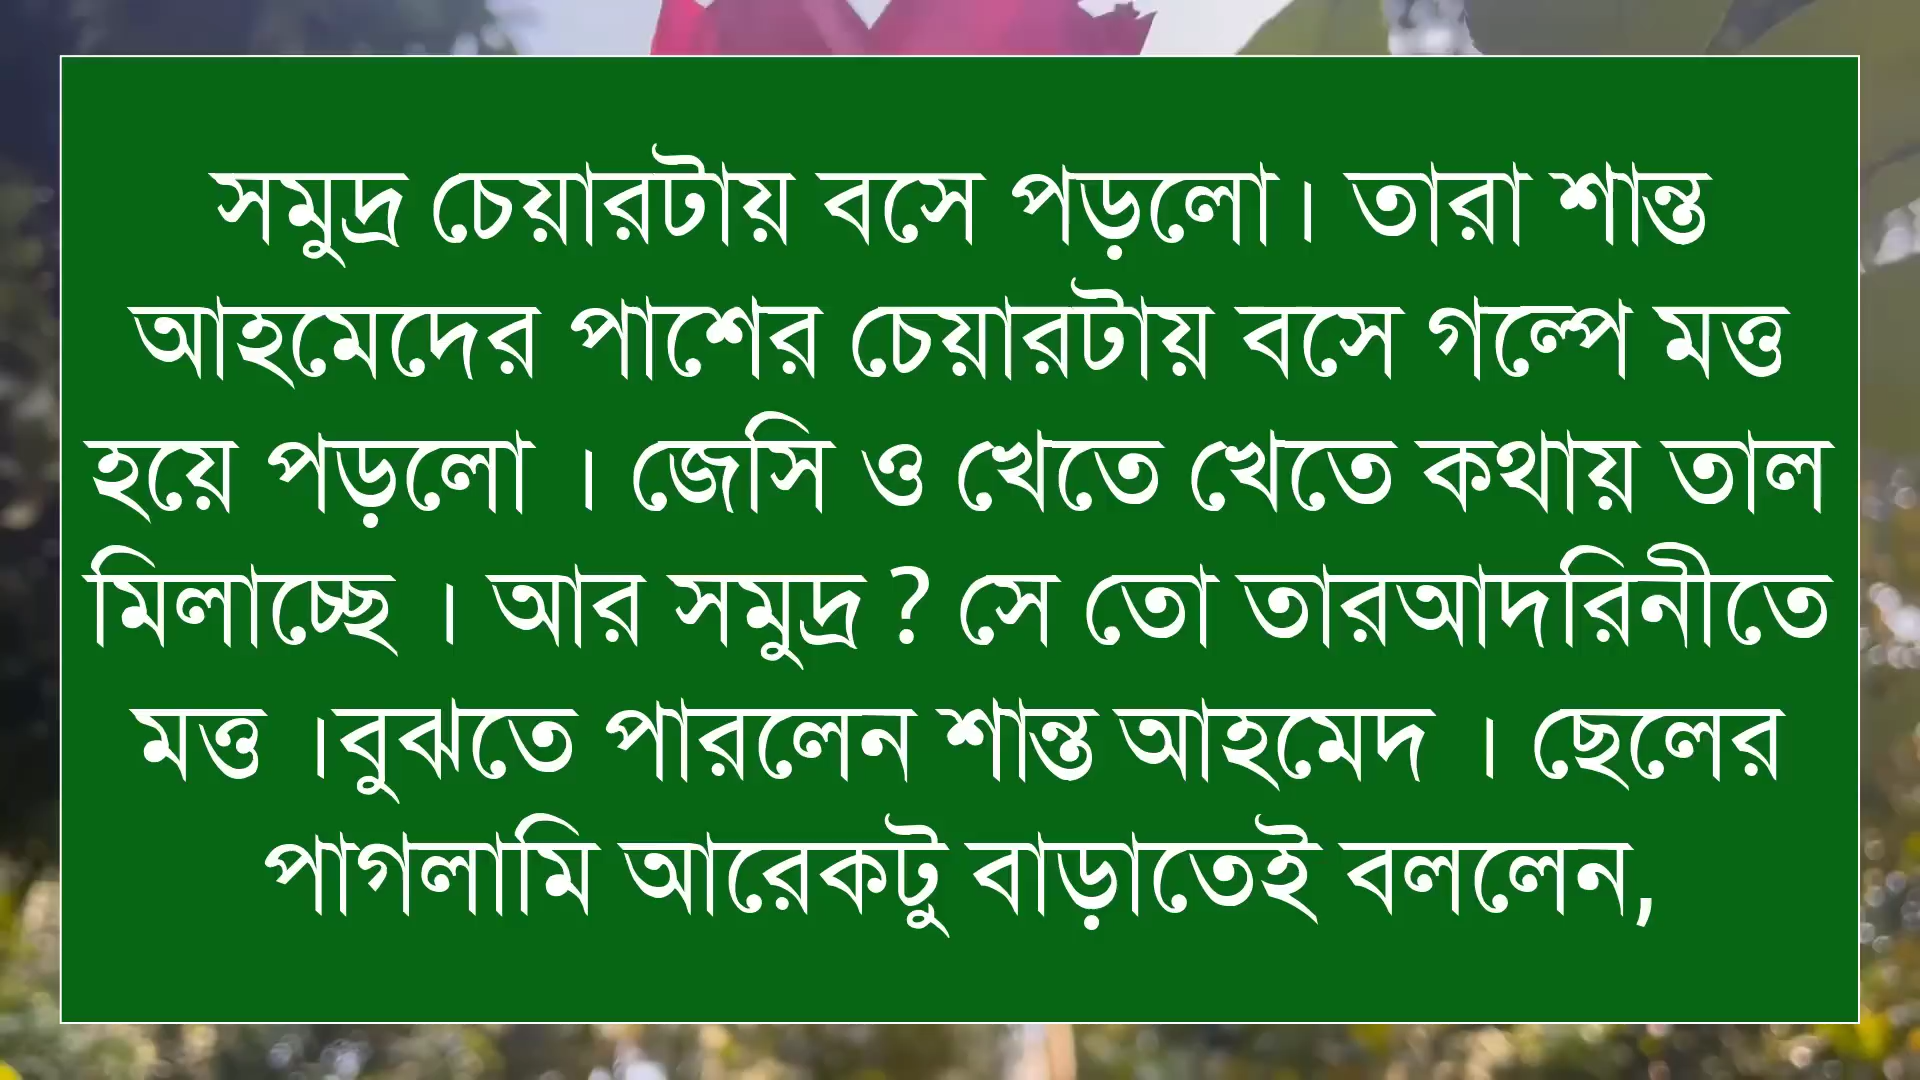 সমুদ্র চেয়ারটায় বসে পড়লো। তারা শান্ত
আহমেদের পাশের চেয়ারটায় বসে গল্পে মত্ত
হয়ে পড়লো । জেসি ও খেতে খেতে কথায় তাল
মিলাচ্ছে । আর সমুদ্র ? সে তো তারআদরিনীতে
মত্ত ।বুঝতে পারলেন শান্ত আহমেদ । ছেলের
পাগলামি আরেকটু বাড়াতেই বললেন,